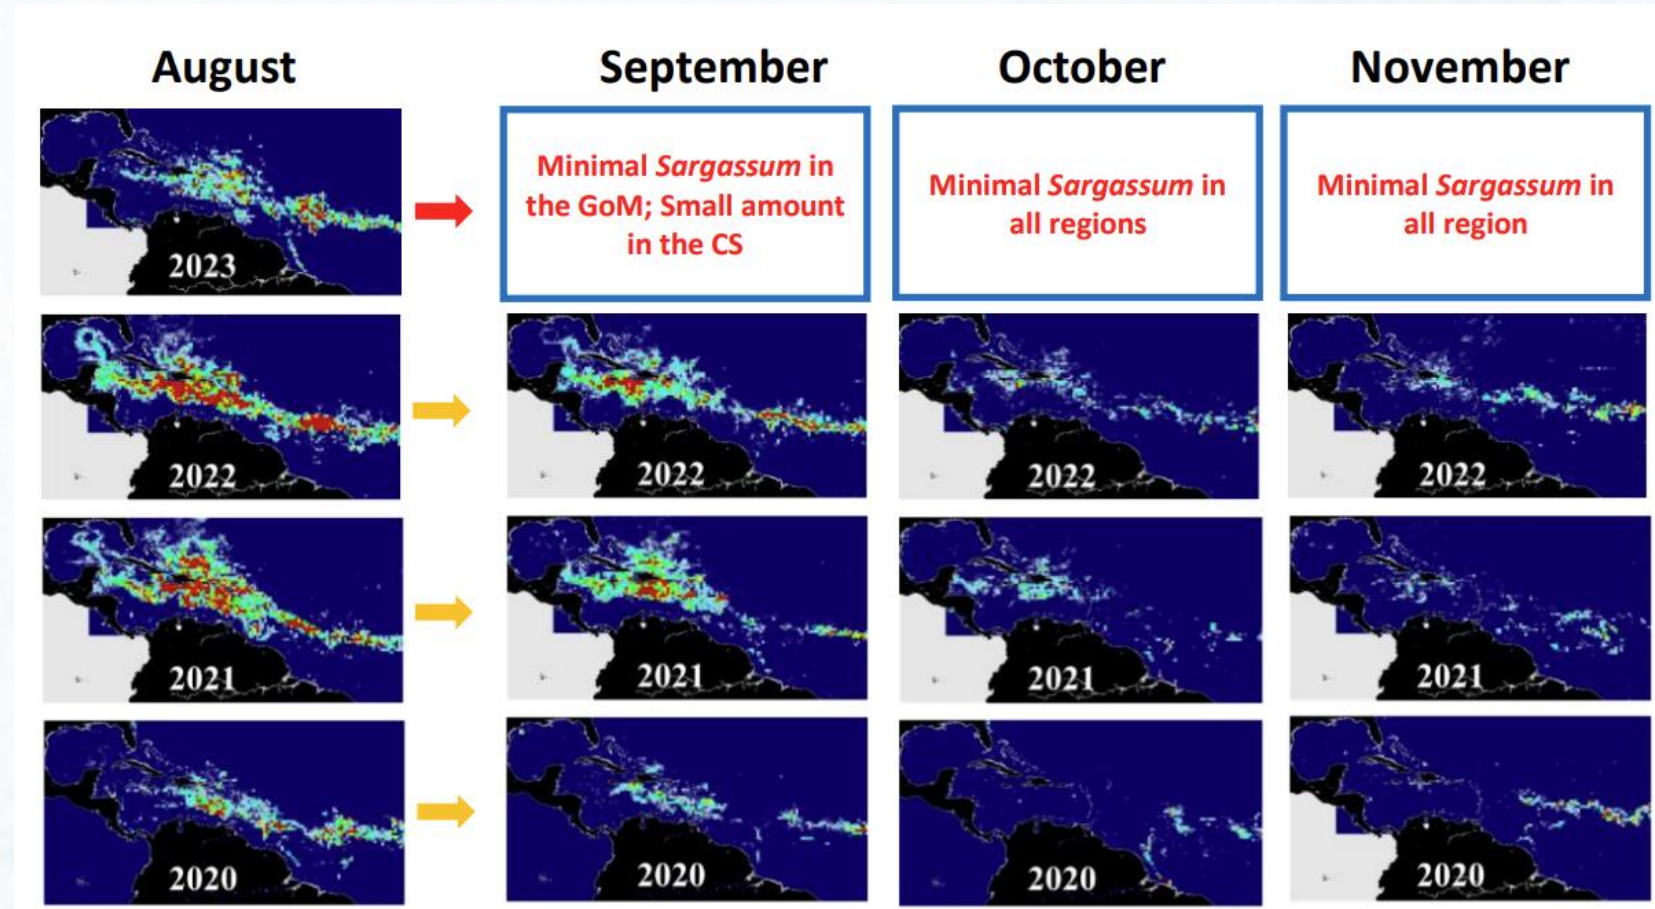 August
September
October
November
2023
Minimal Sargassum in
the GoM; Small amount
in the CS
Minimal Sargassum in
all regions
Minimal Sargassum in
all region
2022
2022
2022
2022
2021
2021
2021
2021
2020
2020
2020
2020